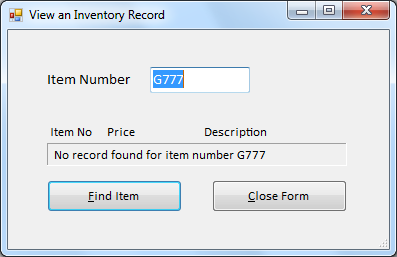 View an Inventory Record
Item Number G777
Item No Price Description
No record found for item number G777
Find Item Close Form